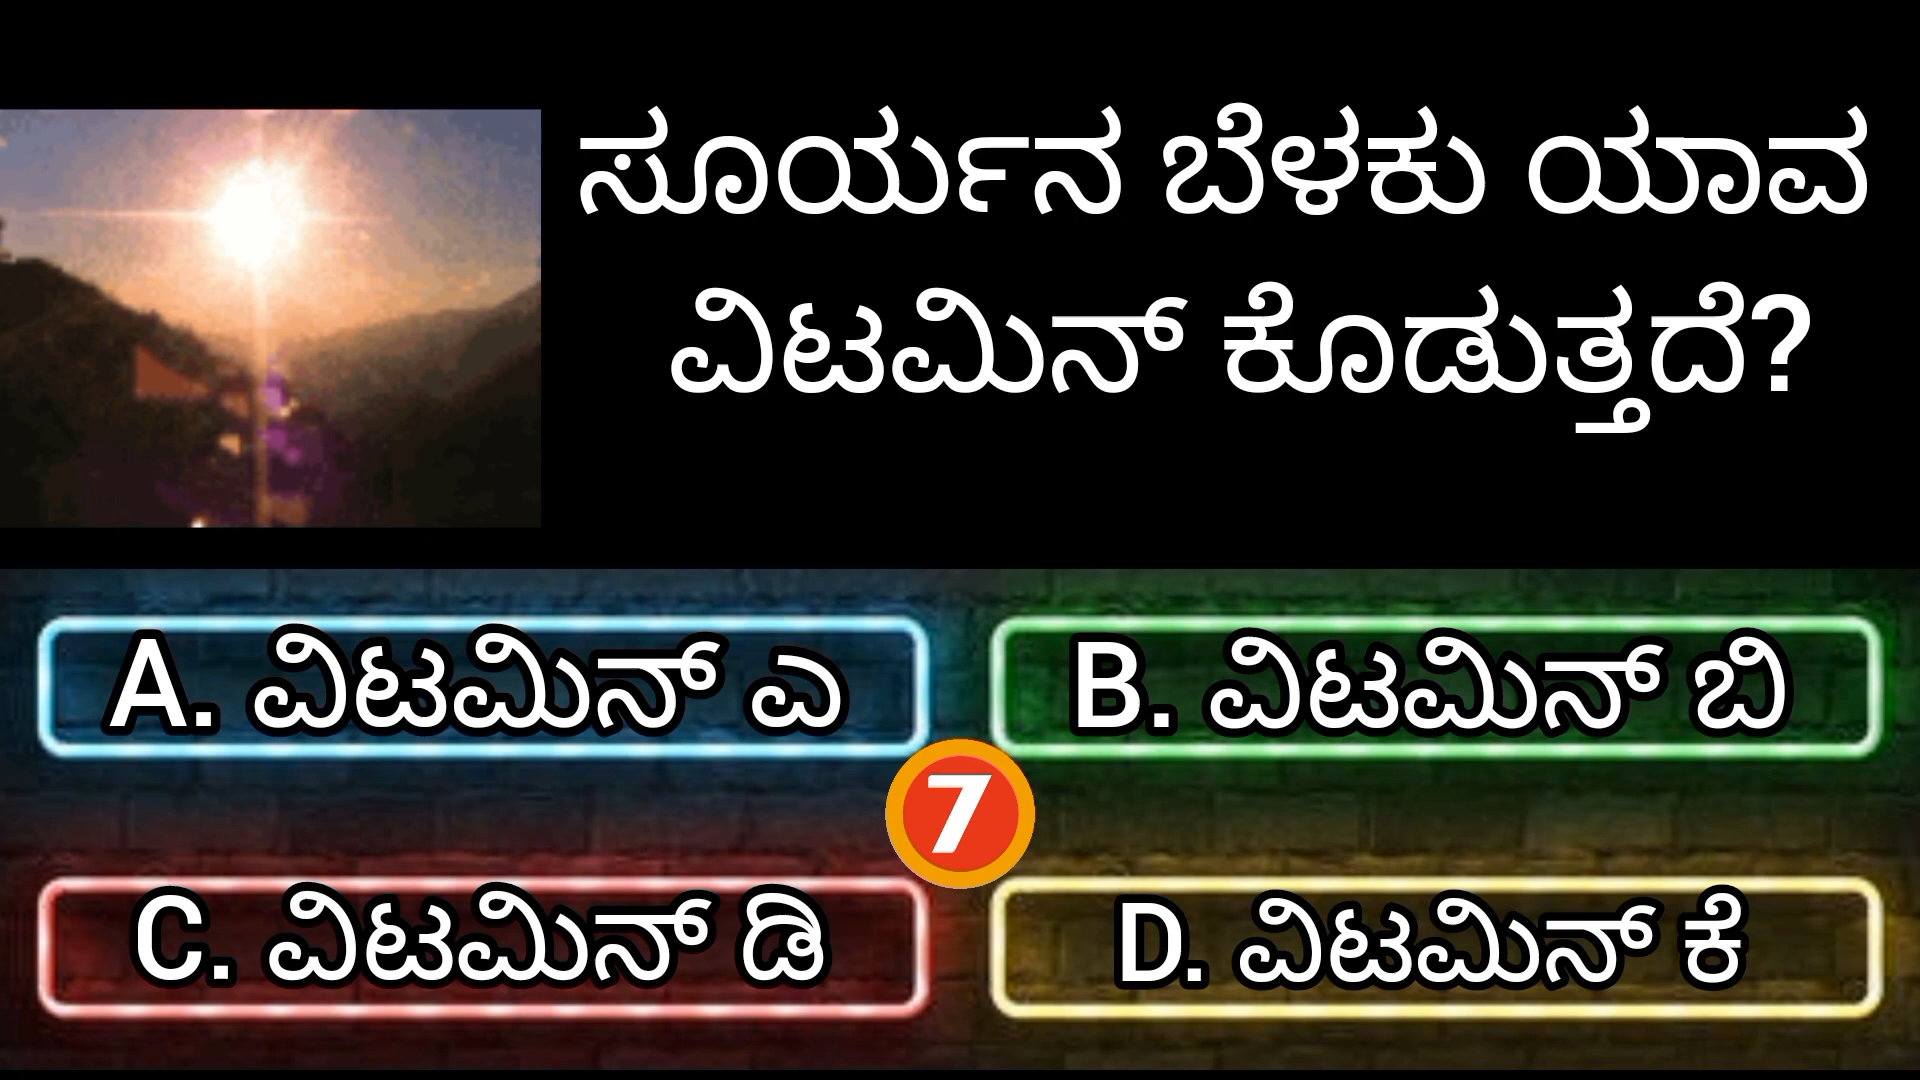 ಸೂರ್ಯನ ಬೆಳಕು ಯಾವ
ವಿಟಮಿನ್ ಕೊಡುತ್ತದೆ?
A. ವಿಟಮಿನ್ ಎ
B. ವಿಟಮಿನ್ ಬಿ
7
C. ವಿಟಮಿನ್ ಡಿ
D. ವಿಟಮಿನ್ ಕೆ